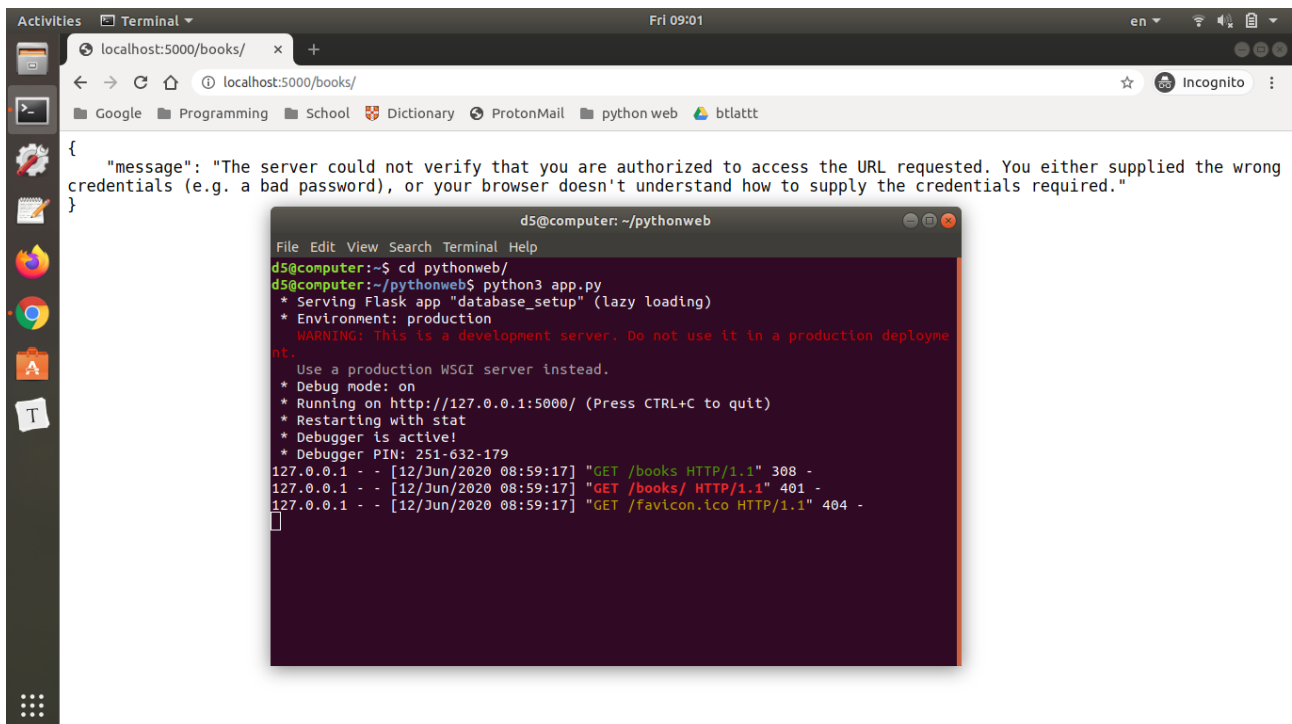 Activities Terminal Fri 09:01 en
localhost:5000/books/
localhost:5000/books/ Incognito
Google Programming School Dictionary ProtonMail python web btlattt
{
"message": "The server could not verify that you are authorized to access the URL requested. You either supplied the wrong
credentials (e.g. a bad password), or your browser doesn't understand how to supply the credentials required."
}
d5@computer: ~/pythonweb
File Edit View Search Terminal Help
d5@computer:~$ cd pythonweb/
d5@computer:~/pythonweb$ python3 app.py
* Serving Flask app "database_setup" (lazy loading)
* Environment: production
WARNING: This is a development server. Do not use it in a production deployme
nt.
Use a production WSGI server instead.
* Debug mode: on
* Running on http://127.0.0.1:5000/ (Press CTRL+C to quit)
* Restarting with stat
* Debugger is active!
* Debugger PIN: 251-632-179
127.0.0.1 - - [12/Jun/2020 08:59:17] "GET /books HTTP/1.1" 308 -
127.0.0.1 - - [12/Jun/2020 08:59:17] "GET /books/ HTTP/1.1" 401 -
127.0.0.1 - - [12/Jun/2020 08:59:17] "GET /favicon.ico HTTP/1.1" 404 -